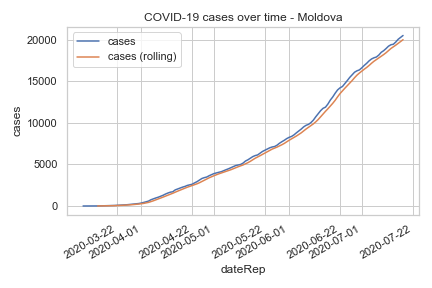 COVID-19 cases over time - Moldova
cases
cases (rolling)
20000
15000
10000
5000
0
cases
2020-03-22
2020-04-01
2020-04-22
2020-05-01
2020-05-22
2020-06-01
2020-06-22
2020-07-01
2020-07-22
dateRep